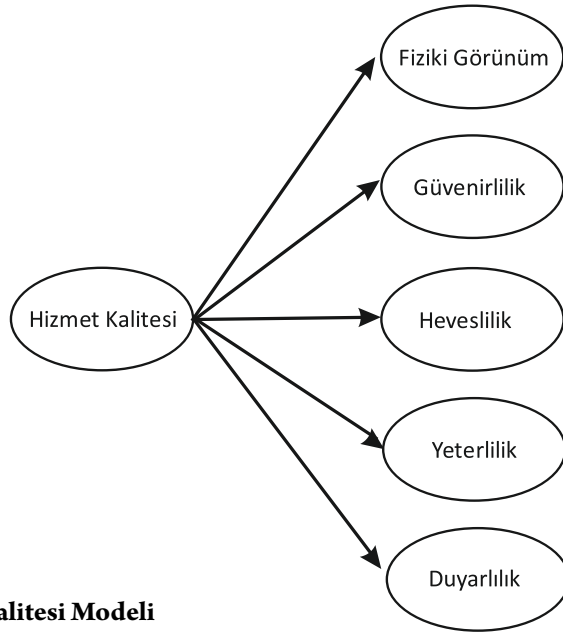 Fiziki Görünüm
Güvenirlilik
Hizmet Kalitesi
Heveslilik
Yeterlilik
Duyarlılık
alitesi Modeli